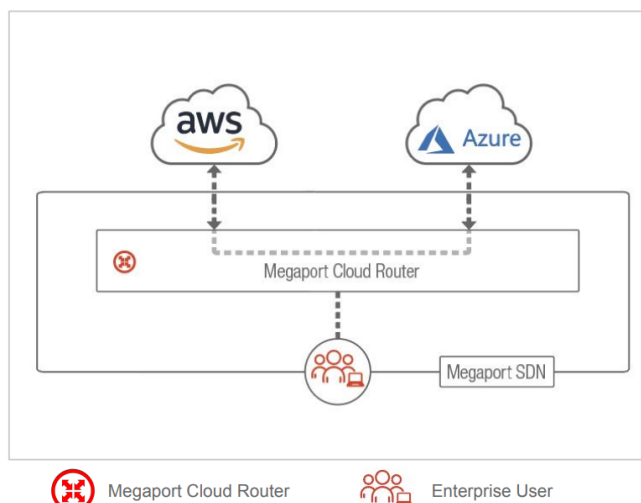 aws
Azure
Megaport Cloud Router
Megaport SDN
Megaport Cloud Router
Enterprise User